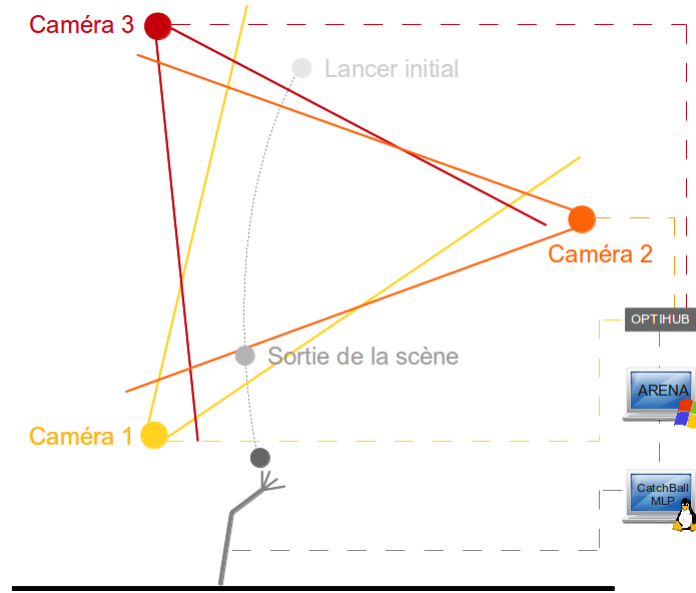 Caméra 3
Lancer initial
Caméra 2
OPTIHUB
Sortie de la scène
ARENA
Caméra 1
CatchBall
MLP